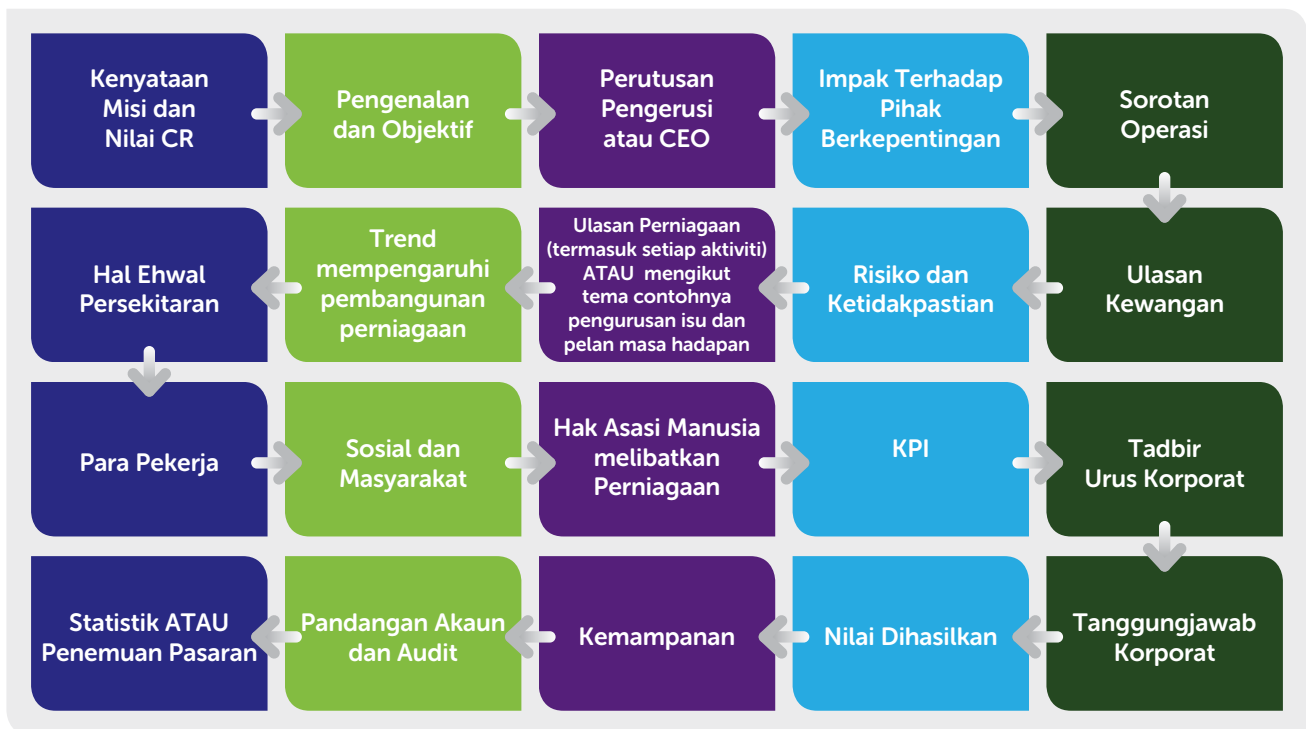 Kenyataan
Misi dan
Nilai CR
Pengenalan
dan Objektif
Perutusan
Pengerusi
atau CEO
Impak Terhadap
Pihak
Berkepentingan
Sorotan
Operasi
Hal Ehwal
Persekitaran
Trend
mempengaruhi
pembangunan
perniagaan
Ulasan Perniagaan
(termasuk setiap aktiviti)
ATAU mengikut
tema contohnya
pengurusan isu dan
pelan masa hadapan
Risiko dan
Ketidakpastian
Ulasan
Kewangan
Para Pekerja
Sosial dan
Masyarakat
Hak Asasi Manusia
melibatkan
Perniagaan
KPI
Tadbir
Urus Korporat
Statistik ATAU
Penemuan Pasaran
Pandangan Akaun
dan Audit
Kemampanan
Nilai Dihasilkan
Tanggungjawab
Korporat